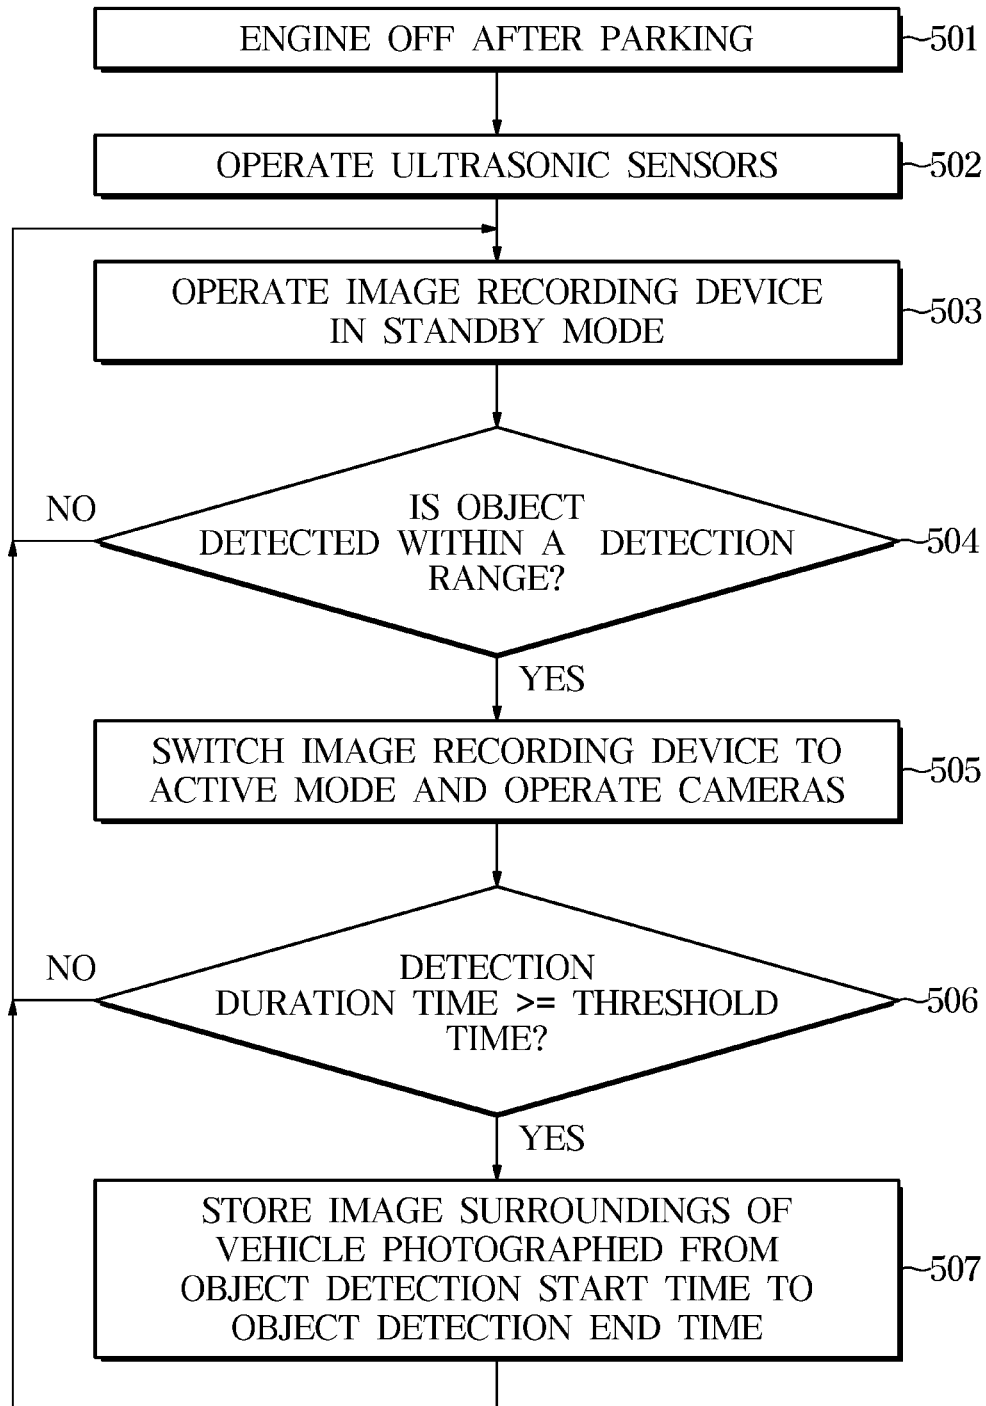 ENGINE OFF AFTER PARKING
501
OPERATE ULTRASONIC SENSORS
502
OPERATE IMAGE RECORDING DEVICE
IN STANDBY MODE
503
NO
IS OBJECT
DETECTED WITHIN A DETECTION
RANGE?
504
YES
SWITCH IMAGE RECORDING DEVICE TO
ACTIVE MODE AND OPERATE CAMERAS
505
NO
DETECTION
DURATION TIME >= THRESHOLD
TIME?
506
YES
STORE IMAGE SURROUNDINGS OF
VEHICLE PHOTOGRAPHED FROM
OBJECT DETECTION START TIME TO
OBJECT DETECTION END TIME
507